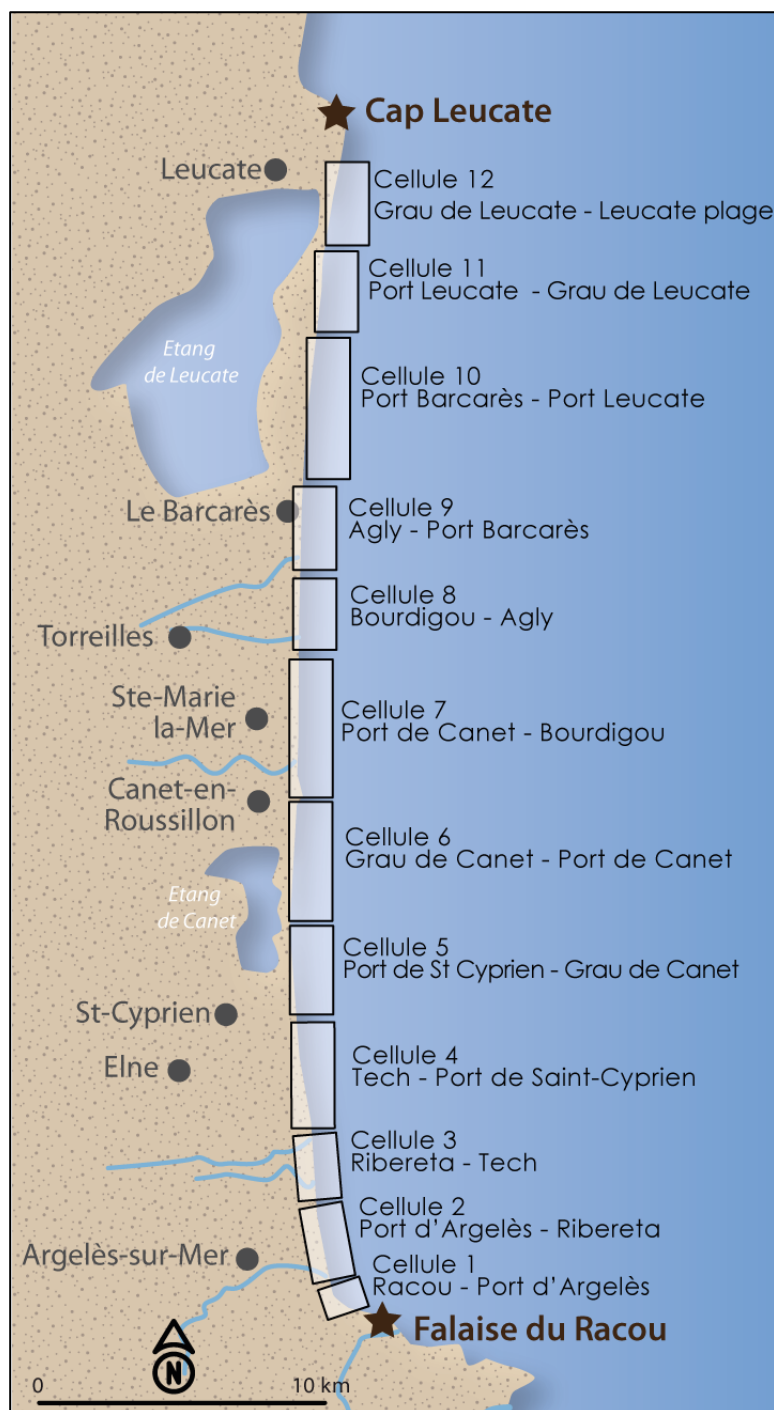 Cap Leucate
Leucate
Cellule 12
Grau de Leucate - Leucate plage
Cellule 11
Port Leucate - Grau de Leucate
Etang
de Leucate
Cellule 10
Port Barcarès - Port Leucate
Le Barcarès
Cellule 9
Agly - Port Barcarès
Cellule 8
Bourdigou - Agly
Torreilles
Ste-Marie
la-Mer
Cellule 7
Port de Canet - Bourdigou
Canet-en-
Roussillon
Cellule 6
Grau de Canet - Port de Canet
Etang
de Canet
Cellule 5
Port de St Cyprien - Grau de Canet
St-Cyprien
Elne
Cellule 4
Tech - Port de Saint-Cyprien
Cellule 3
Ribereta - Tech
Cellule 2
Port d'Argelès - Ribereta
Argelès-sur-Mer
Cellule 1
Racou - Port d'Argelès
Falaise du Racou
N
0 10 km